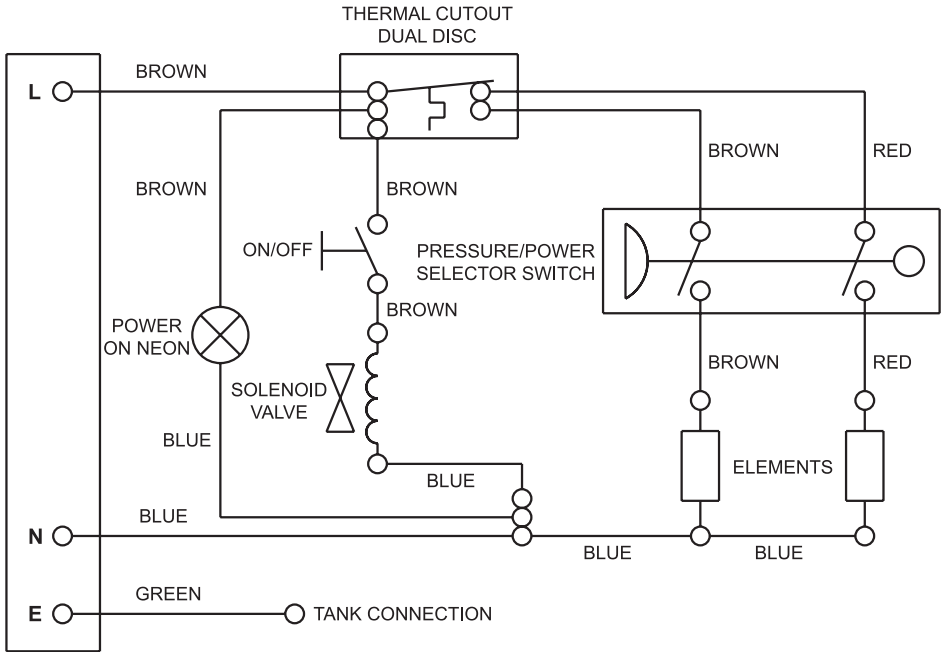 THERMAL CUTOUT
DUAL DISC
BROWN
L
BROWN
BROWN
BROWN
RED
ON/OFF
PRESSURE/POWER
SELECTOR SWITCH
BROWN
POWER
ON NEON
BROWN
RED
SOLENOID
VALVE
BLUE
BLUE
ELEMENTS
N
BLUE
BLUE
BLUE
GREEN
E
TANK CONNECTION